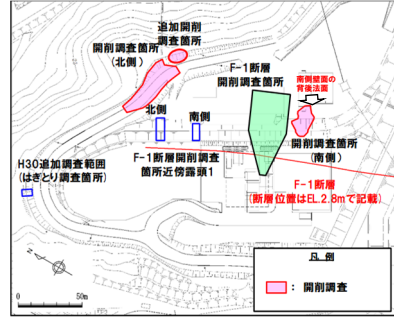 追加開削
調査箇所
開削調査箇所
（北側）
F-1断層
開削調査箇所
南側壁面の
背後法面
北側
南側
開削調査箇所
（南側）
H30追加調査範囲
（はぎとり調査箇所）
F-1断層開削調査
箇所近傍露頭1
F-1断層
（断層位置はEL.2.8mで記載）
N
0
50m
凡 例
： 開削調査